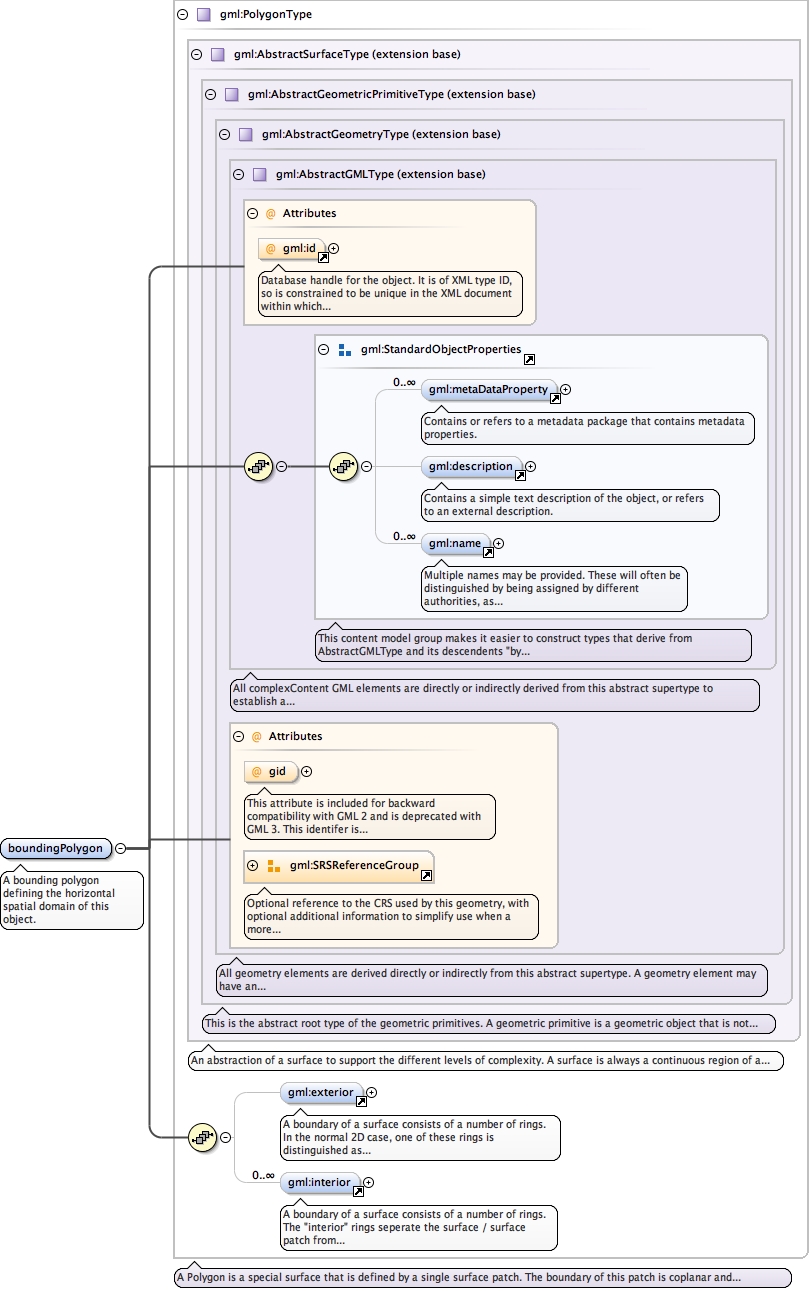 gml:PolygonType
gml:AbstractSurfaceType (extension base)
gml:AbstractGeometricPrimitiveType (extension base)
gml:AbstractGeometryType (extension base)
gml:AbstractGMLType (extension base)
@ Attributes
@ gml:id
Database handle for the object. It is of XML type ID,
so is constrained to be unique in the XML document
within which...
gml:StandardObjectProperties
0..∞
gml:metaDataProperty
Contains or refers to a metadata package that contains metadata
properties.
gml:description
Contains a simple text description of the object, or refers
to an external description.
0..∞
gml:name
Multiple names may be provided. These will often be
distinguished by being assigned by different
authorities, as...
This content model group makes it easier to construct types that derive from
AbstractGMLType and its descendents "by...
All complexContent GML elements are directly or indirectly derived from this abstract supertype to
establish a...
@ Attributes
@ gid
This attribute is included for backward
compatibility with GML 2 and is deprecated with
GML 3. This identifer is...
gml:SRSReferenceGroup
Optional reference to the CRS used by this geometry, with
optional additional information to simplify use when a
more...
boundingPolygon
A bounding polygon
defining the horizontal
spatial domain of this
object.
All geometry elements are derived directly or indirectly from this abstract supertype. A geometry element may
have an...
This is the abstract root type of the geometric primitives. A geometric primitive is a geometric object that is not...
An abstraction of a surface to support the different levels of complexity. A surface is always a continuous region of a...
gml:exterior
A boundary of a surface consists of a number of rings.
In the normal 2D case, one of these rings is
distinguished as...
0..∞
gml:interior
A boundary of a surface consists of a number of rings.
The "interior" rings seperate the surface / surface
patch from...
A Polygon is a special surface that is defined by a single surface patch. The boundary of this patch is coplanar and...